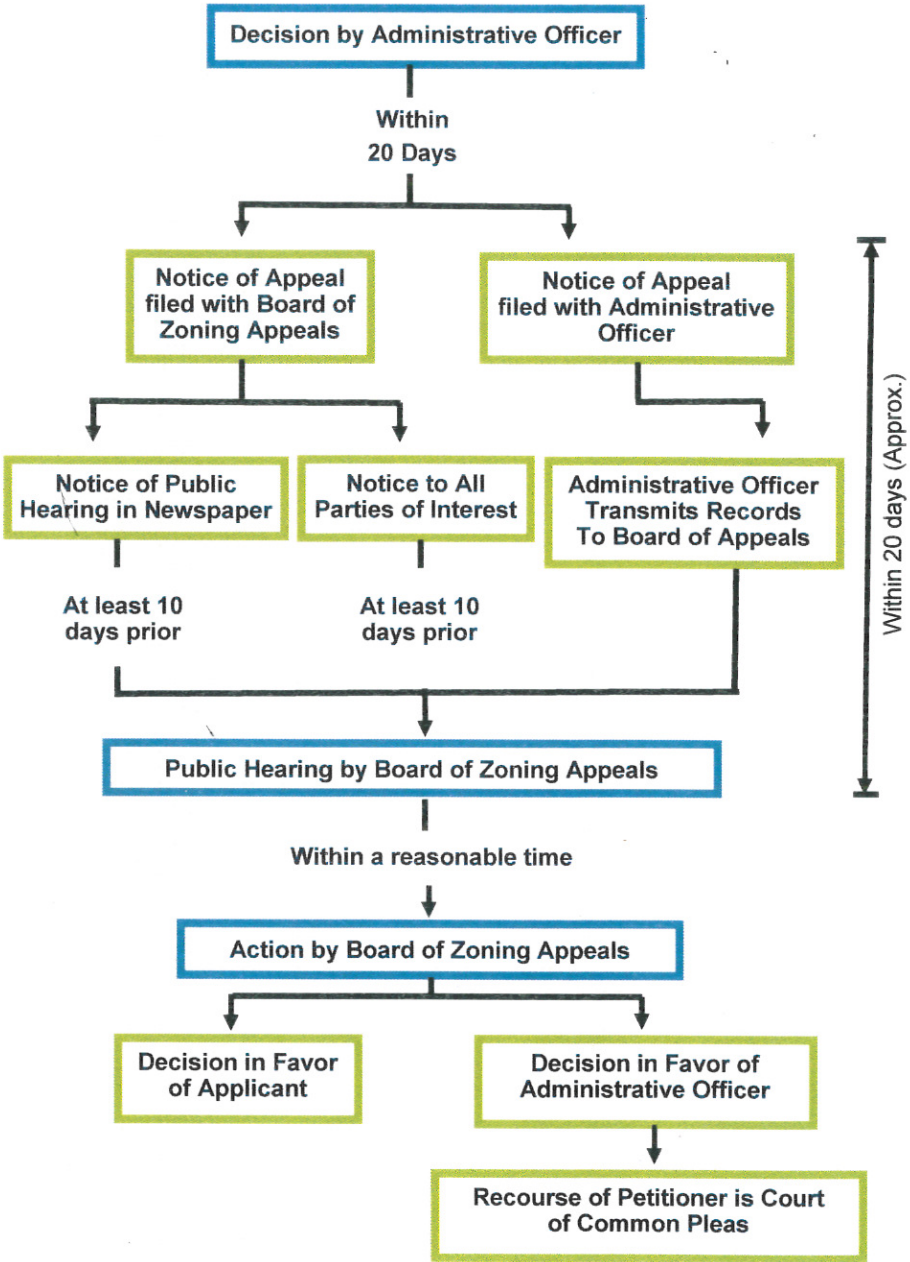 Decision by Administrative Officer
Within
20 Days
Notice of Appeal
filed with Board of
Zoning Appeals
Notice of Appeal
filed with Administrative
Officer
Within 20 days (Approx.)
Notice of Public
Hearing in Newspaper
Notice to All
Parties of Interest
Administrative Officer
Transmits Records
To Board of Appeals
At least 10
days prior
At least 10
days prior
Public Hearing by Board of Zoning Appeals
Within a reasonable time
Action by Board of Zoning Appeals
Decision in Favor
of Applicant
Decision in Favor of
Administrative Officer
Recourse of Petitioner is Court
of Common Pleas